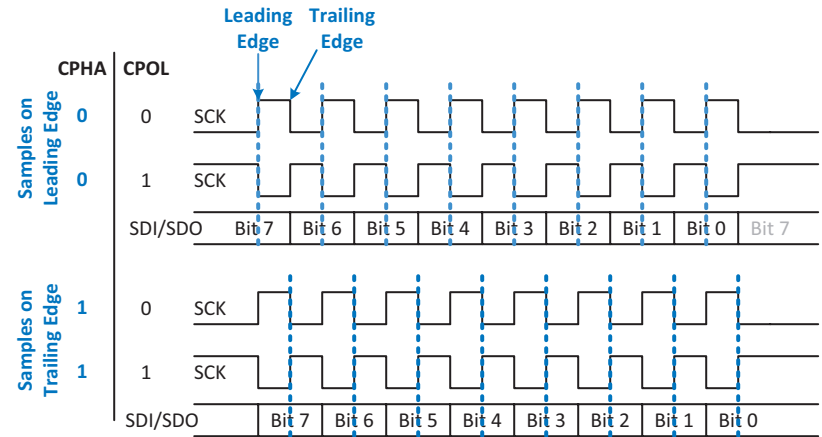 Leading Trailing
Edge Edge
CPHA CPOL
Samples on
Leading Edge
0 0 SCK
0 1 SCK
SDI/SDO Bit 7 Bit 6 Bit 5 Bit 4 Bit 3 Bit 2 Bit 1 Bit 0 Bit 7
Samples on
Trailing Edge
1 0 SCK
1 1 SCK
SDI/SDO Bit 7 Bit 6 Bit 5 Bit 4 Bit 3 Bit 2 Bit 1 Bit 0